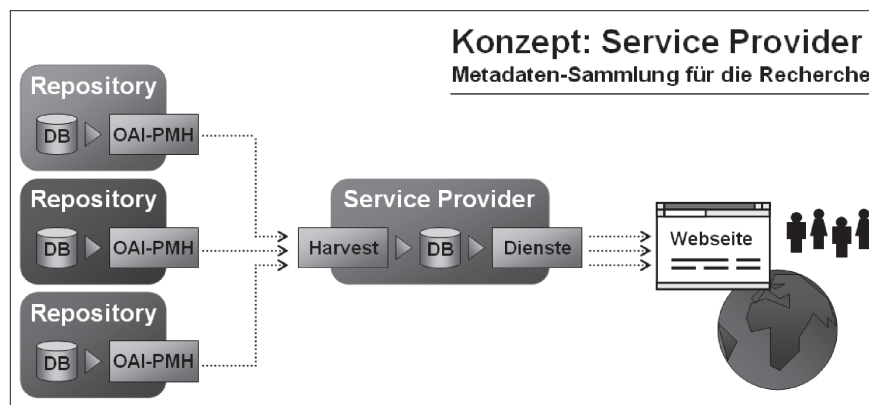 Konzept: Service Provider
Metadaten-Sammlung für die Recherche
Repository
DB
OAI-PMH
Repository
DB
OAI-PMH
Repository
DB
OAI-PMH
Service Provider
Harvest
DB
Dienste
Webseite